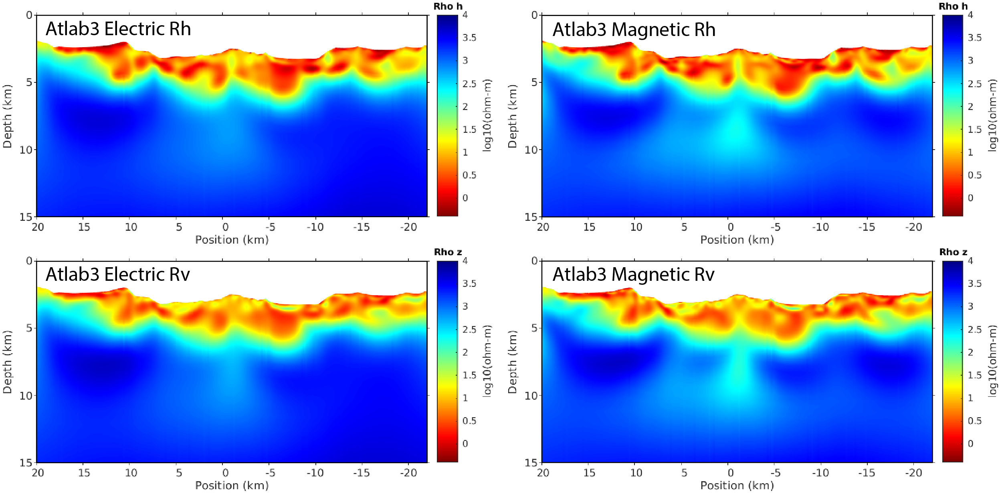 Rho h
Atlab3 Electric Rh
0
5
10
15
Depth (km)
20 15 10 5 0 -5 -10 -15 -20
Position (km)
4
3.5
3
2.5
2
1.5
1
0.5
0
log10(ohm-m)
Rho h
Atlab3 Magnetic Rh
0
5
10
15
Depth (km)
20 15 10 5 0 -5 -10 -15 -20
Position (km)
4
3.5
3
2.5
2
1.5
1
0.5
0
log10(ohm-m)
Rho z
Atlab3 Electric Rv
0
5
10
15
Depth (km)
20 15 10 5 0 -5 -10 -15 -20
Position (km)
4
3.5
3
2.5
2
1.5
1
0.5
0
log10(ohm-m)
Rho z
Atlab3 Magnetic Rv
0
5
10
15
Depth (km)
20 15 10 5 0 -5 -10 -15 -20
Position (km)
4
3.5
3
2.5
2
1.5
1
0.5
0
log10(ohm-m)